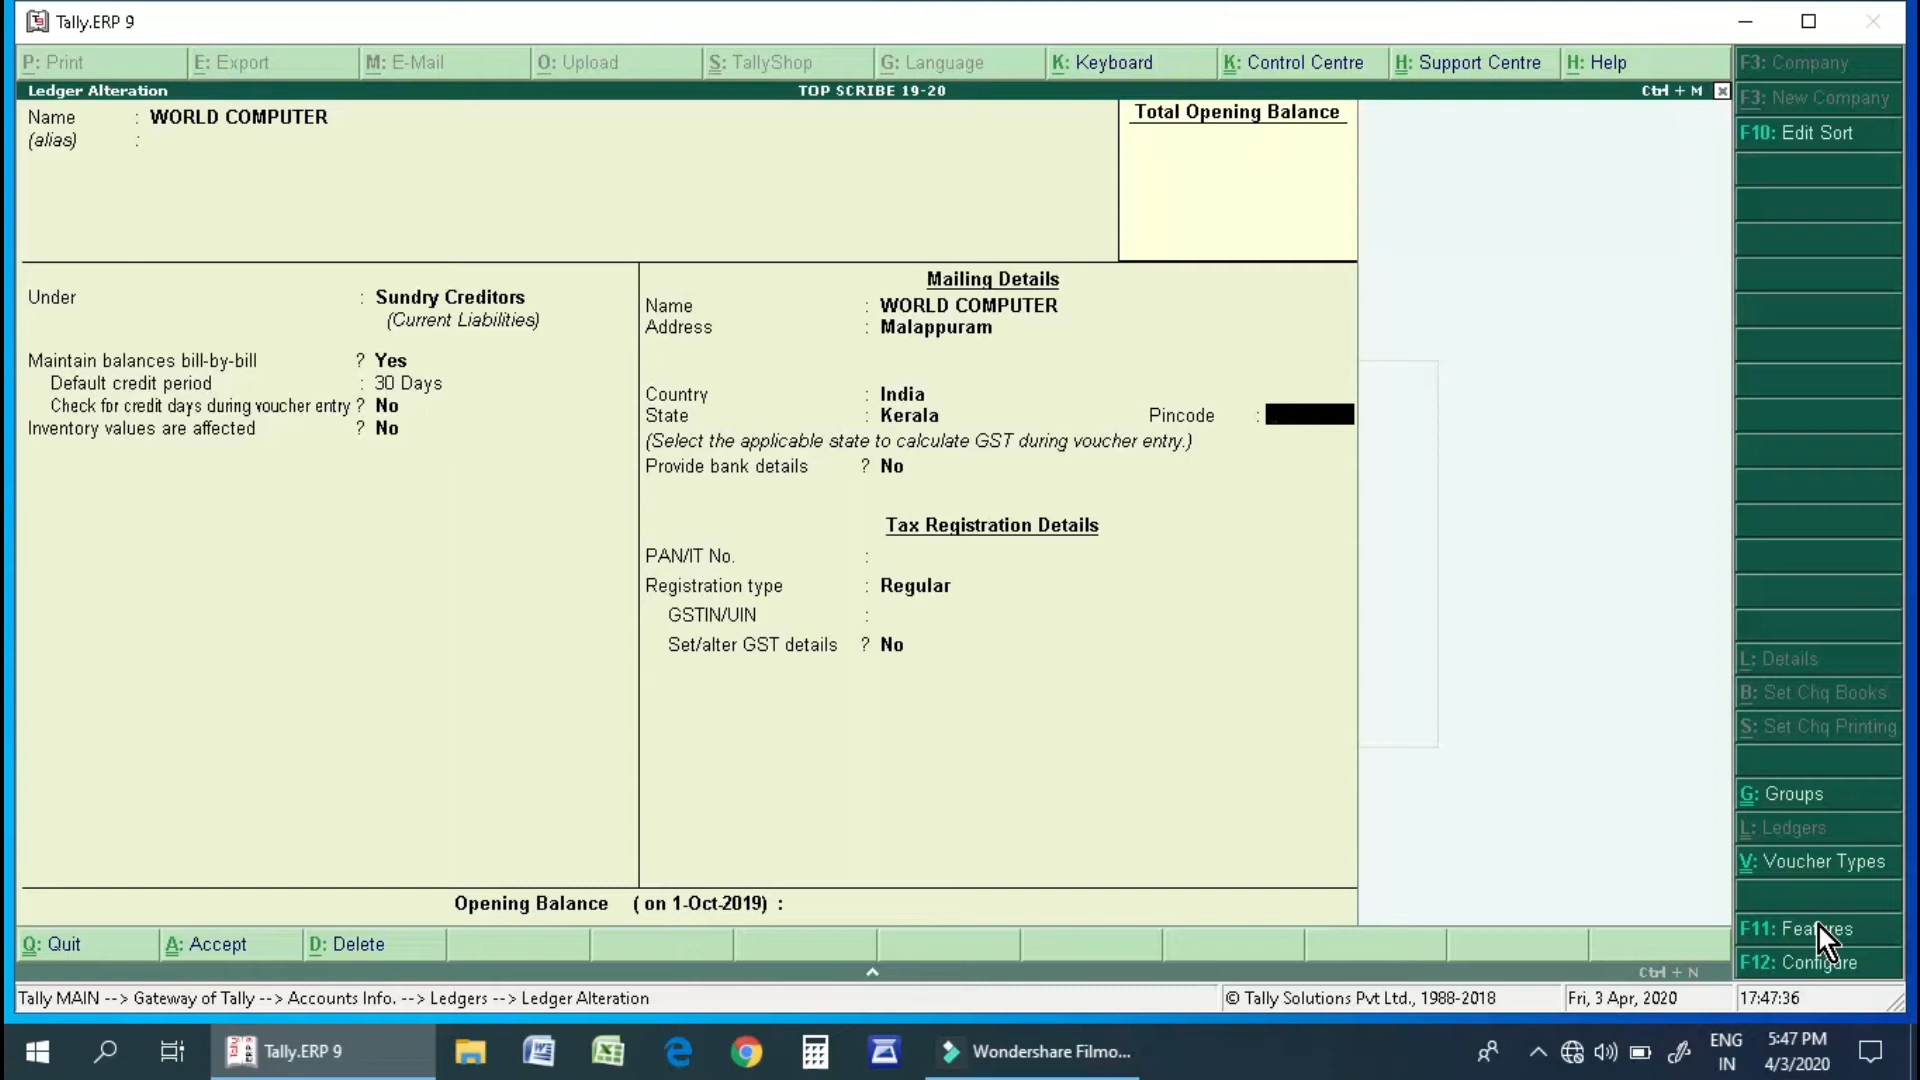 Tally.ERP 9
P: Print E: Export M: E-Mail O: Upload S: TallyShop G: Language K: Keyboard K: Control Centre H: Support Centre H: Help
Ledger Alteration TOP SCRIBE 19-20 Ctrl + M
Name : WORLD COMPUTER
(alias) :
Total Opening Balance
Under : Sundry Creditors
(Current Liabilities)
Maintain balances bill-by-bill ? Yes
Default credit period : 30 Days
Check for credit days during voucher entry ? No
Inventory values are affected ? No
Mailing Details
Name : WORLD COMPUTER
Address : Malappuram
Country : India
State : Kerala Pincode :
(Select the applicable state to calculate GST during voucher entry.)
Provide bank details ? No
Tax Registration Details
PAN/IT No. :
Registration type : Regular
GSTIN/UIN :
Set/alter GST details ? No
Opening Balance ( on 1-Oct-2019) :
F3: Company
F3: New Company
F10: Edit Sort
L: Details
B: Set Chq Books
S: Set Chq Printing
G: Groups
L: Ledgers
V: Voucher Types
F11: Features
F12: Configure
Q: Quit A: Accept D: Delete
Ctrl + N
Tally MAIN --> Gateway of Tally --> Accounts Info. --> Ledgers --> Ledger Alteration © Tally Solutions Pvt Ltd., 1988-2018 Fri, 3 Apr, 2020 17:47:36
Tally.ERP 9 Wondershare Filmo... ENG 5:47 PM
IN 4/3/2020